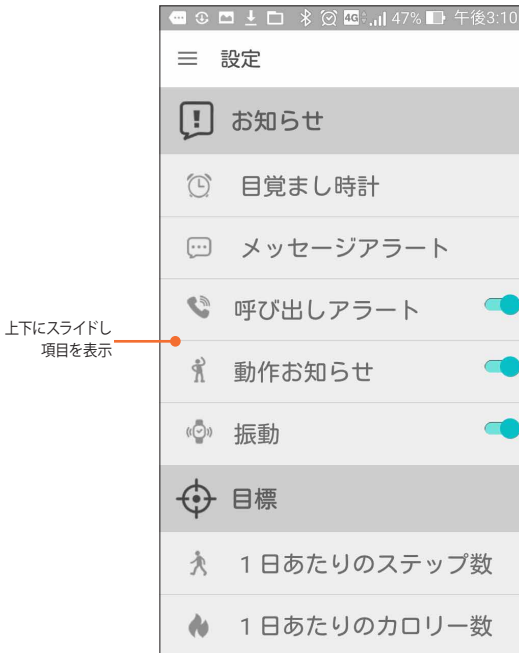 4G 47% 午後3:10
設定
お知らせ
目覚まし時計
メッセージアラート
呼び出しアラート
上下にスライドし
項目を表示
動作お知らせ
振動
目標
1日あたりのステップ数
1日あたりのカロリー数